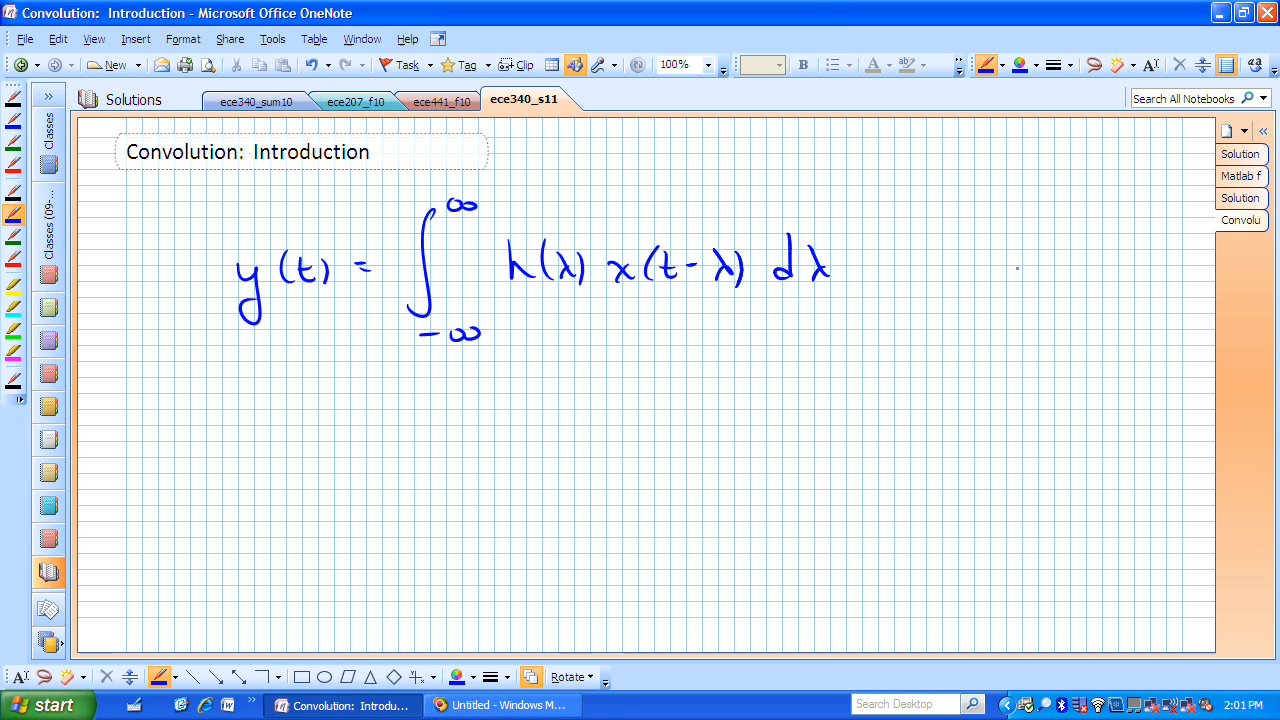 Convolution: Introduction - Microsoft Office OneNote
File Edit View Insert Format Share Tools Table Window Help
New Task Tag Clip 100% B A ab
Solutions ece340_sum10 ece207_f10 ece441_f10 ece340_s11 Search All Notebooks
Classes
Classes (09-...
Convolution: Introduction
y(t) = ∫_{-∞}^{∞} h(λ) x(t-λ) dλ
Solution
Matlab f
Solution
Convolu
A Rotate
start Convolution: Introdu... Untitled - Windows M... Search Desktop 2:01 PM